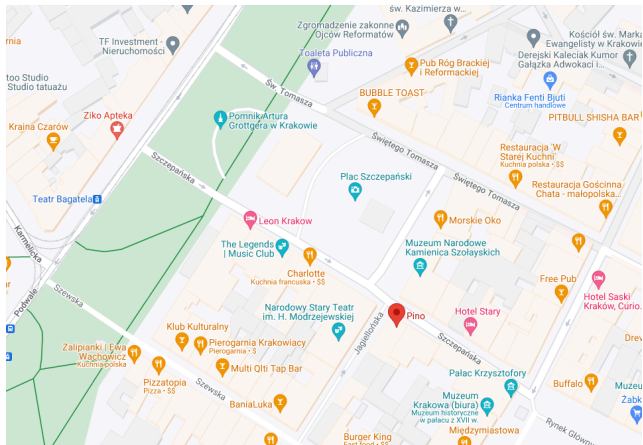 św. Kazimierza w...
Zgromadzenie zakonne
Ojców Reformatów
TF Investment -
Nieruchomości
Toaleta Publiczna
Kościół św. Marka
Ewangelisty w Krakowie
Derejski Kaleciak Kumor
Gałązka Adwokaci i...
Pub Róg Brackiej
i Reformackiej
too Studio
Studio tatuażu
Rianka Fenti Bjuti
Centrum handlowe
Św. Tomasza
BUBBLE TOAST
Ziko Apteka
Pomnik Artura
Grottgera w Krakowie
PITBULL SHISHA BAR
Kraina Czarów
Świętego Tomasza
Restauracja 'W
Starej Kuchni'
Kuchnia polska • $$
Szczepańska
Plac Szczepański
Świętego Tomasza
Restauracja Gościnna
Chata - małopolska...
Teatr Bagatela
Leon Krakow
Morskie Oko
Karmelicka
The Legends
| Music Club
Muzeum Narodowe
Kamienica Szołayskich
Charlotte
Kuchnia francuska • $$
Free Pub
Hotel Saski
Kraków, Curio...
Podwale
Szewska
Narodowy Stary Teatr
im. H. Modrzejewskiej
Pino
Hotel Stary
Klub Kulturalny
Jagiellońska
Szczepańska
Pierogarnia Krakowiacy
Pierogarnia • $
Zalipianki | Ewa
Wachowicz
Kuchnia polska
Multi Qlti Tap Bar
Pałac Krzysztofory
Pizzatopia
Pizza • $$
Szewska
Buffalo
Muzeum
Krakowa (biura)
Muzeum historyczne
w pałacu z XVII w.
BaniaLuka
Rynek Główny
Burger King
Międzymiastowa